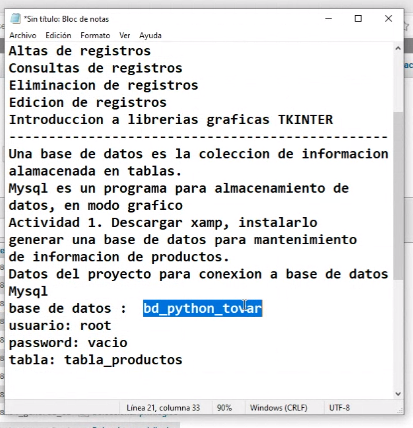 *Sin título: Bloc de notas
Archivo Edición Formato Ver Ayuda
Altas de registros
Consultas de registros
Eliminacion de registros
Edicion de registros
Introduccion a librerias graficas TKINTER
------------------------------------------------
Una base de datos es la coleccion de informacion
alamacenada en tablas.
Mysql es un programa para almacenamiento de
datos, en modo grafico
Actividad 1. Descargar xamp, instalarlo
generar una base de datos para mantenimiento
de informacion de productos.
Datos del proyecto para conexion a base de datos
Mysql
base de datos :  bd_python_tovar
usuario: root
password: vacio
tabla: tabla_productos
Línea 21, columna 33 90% Windows (CRLF) UTF-8